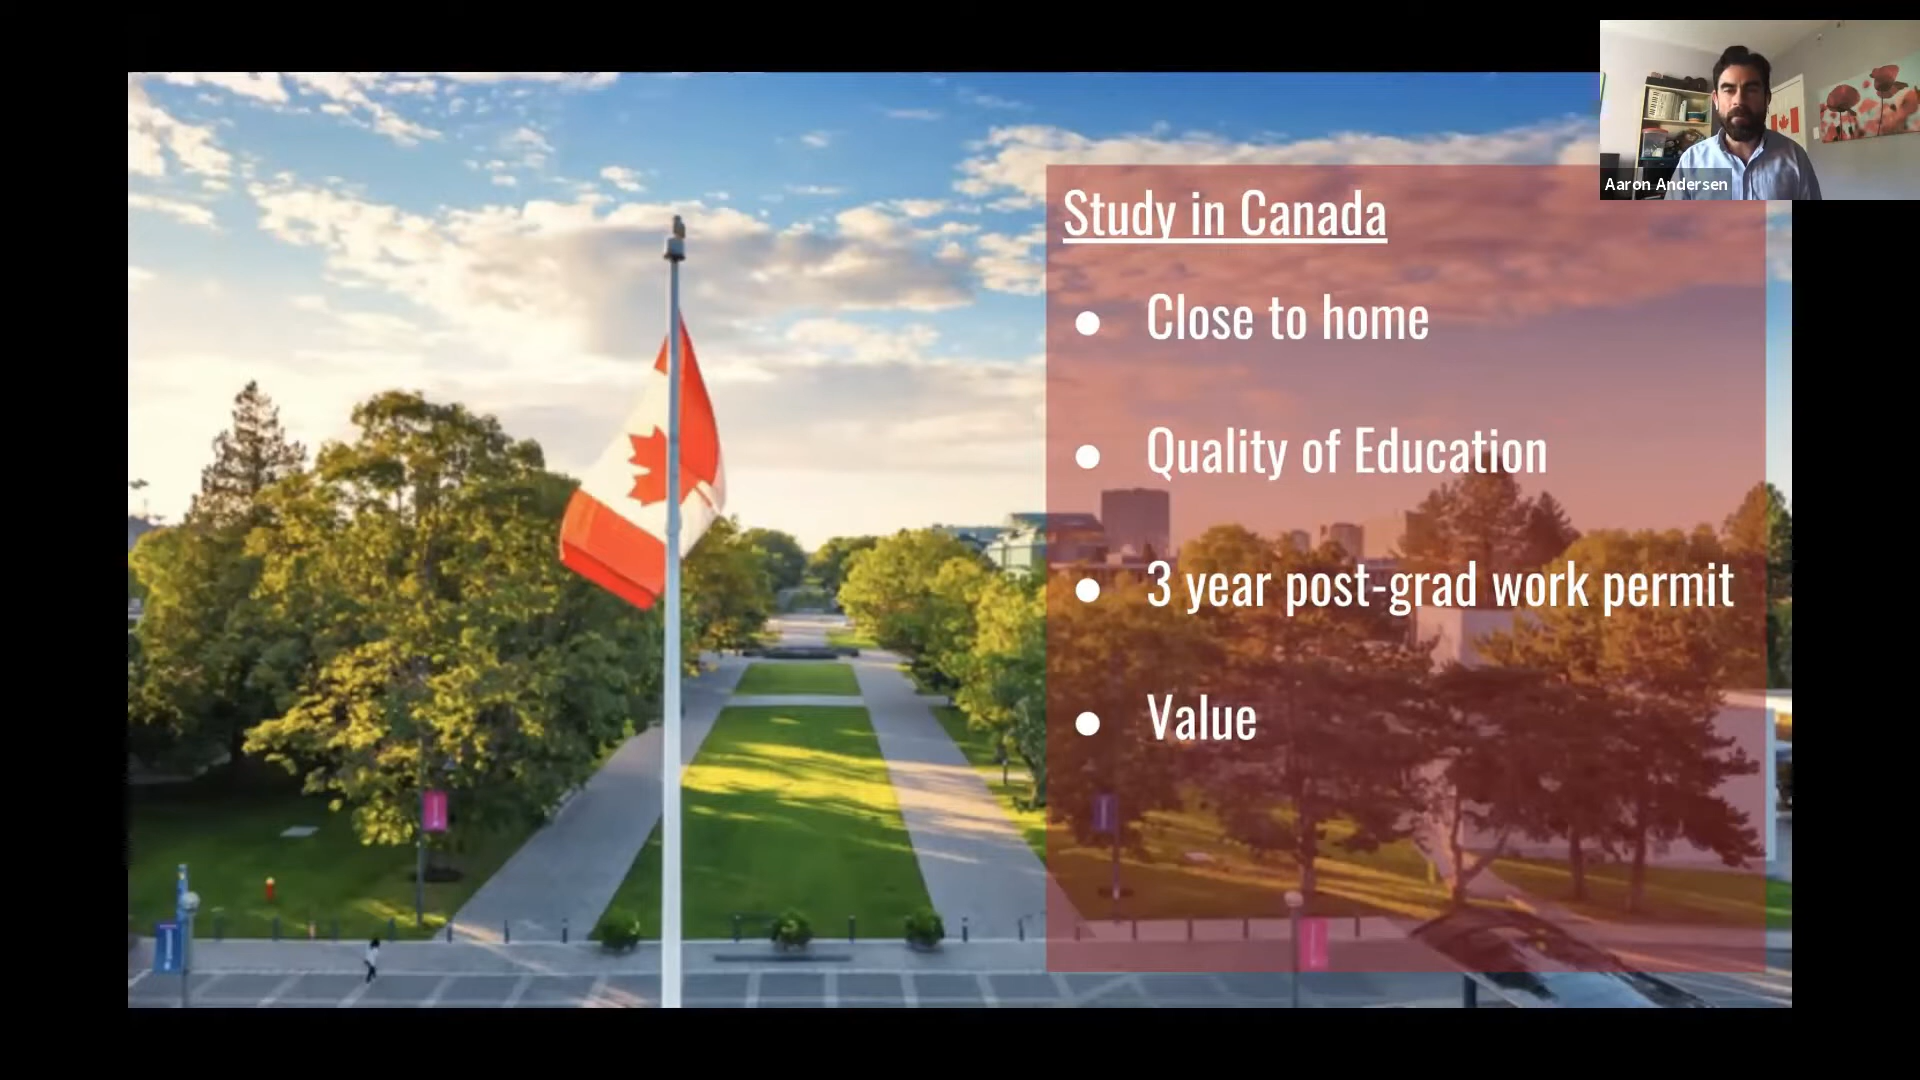 Study in Canada
Close to home
Quality of Education
3 year post-grad work permit
Value
Aaron Andersen